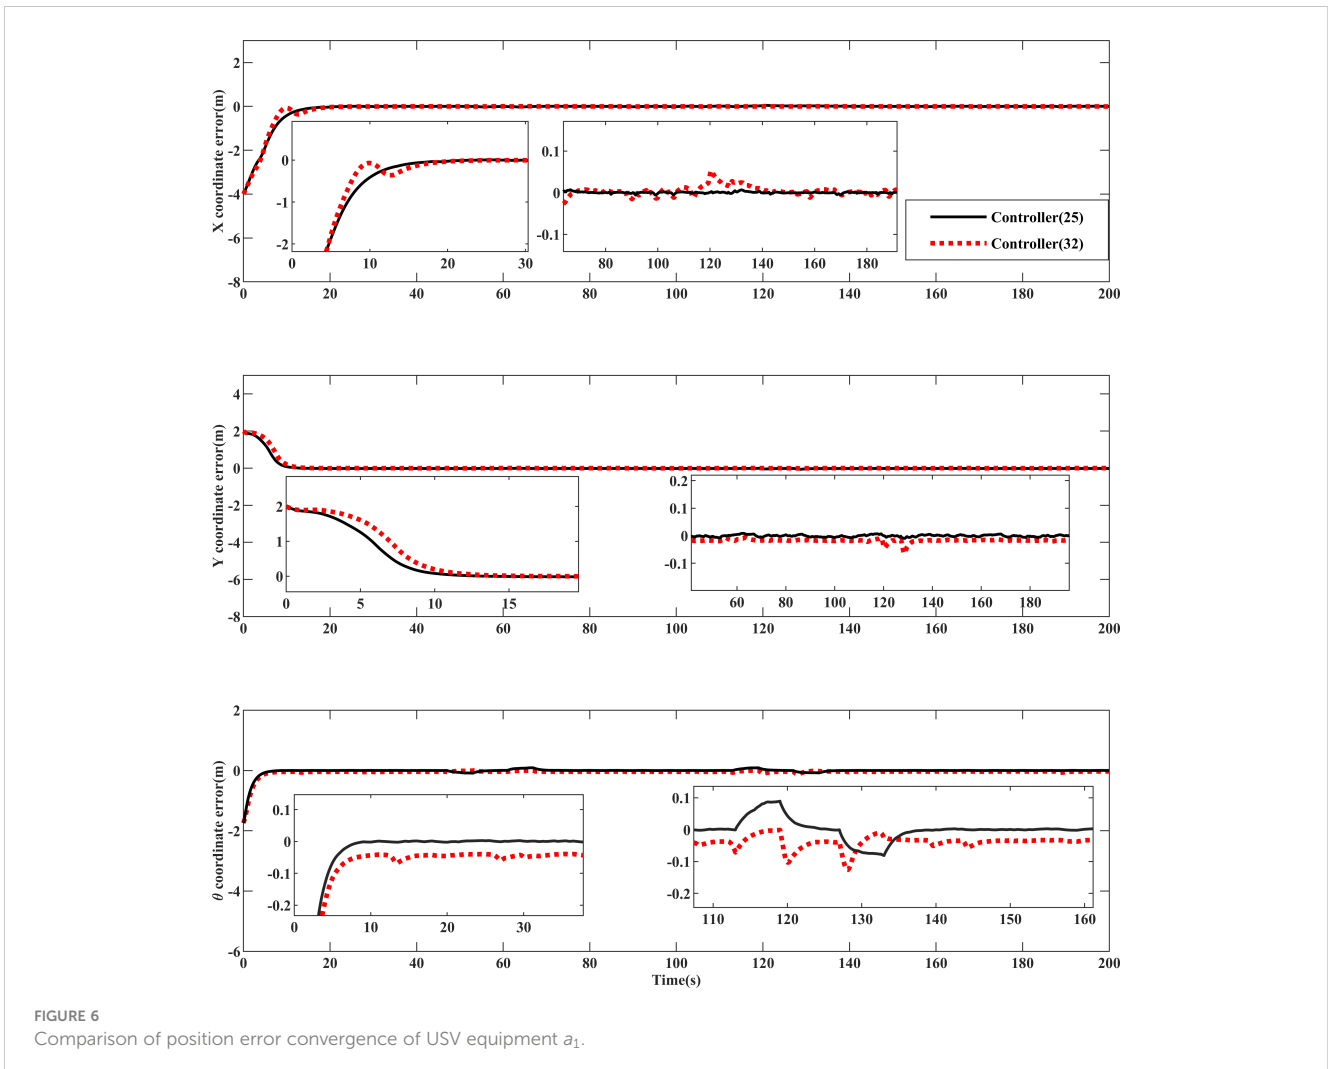 2
0
-2
-4
-6
-8
X coordinate error(m)
0
-1
-2
0 10 20 30
0.1
0
-0.1
80 100 120 140 160 180
Controller(25)
Controller(32)
0 20 40 60 80 100 120 140 160 180 200
4
2
0
-2
-4
-6
-8
Y coordinate error(m)
2
1
0
0 5 10 15
0.2
0.1
0
-0.1
60 80 100 120 140 160 180
0 20 40 60 80 100 120 140 160 180 200
2
0
-2
-4
-6
θ coordinate error(m)
0.1
0
-0.1
-0.2
0 10 20 30
0.1
0
-0.1
-0.2
110 120 130 140 150 160
0 20 40 60 80 100 120 140 160 180 200
Time(s)
FIGURE 6
Comparison of position error convergence of USV equipment a₁.